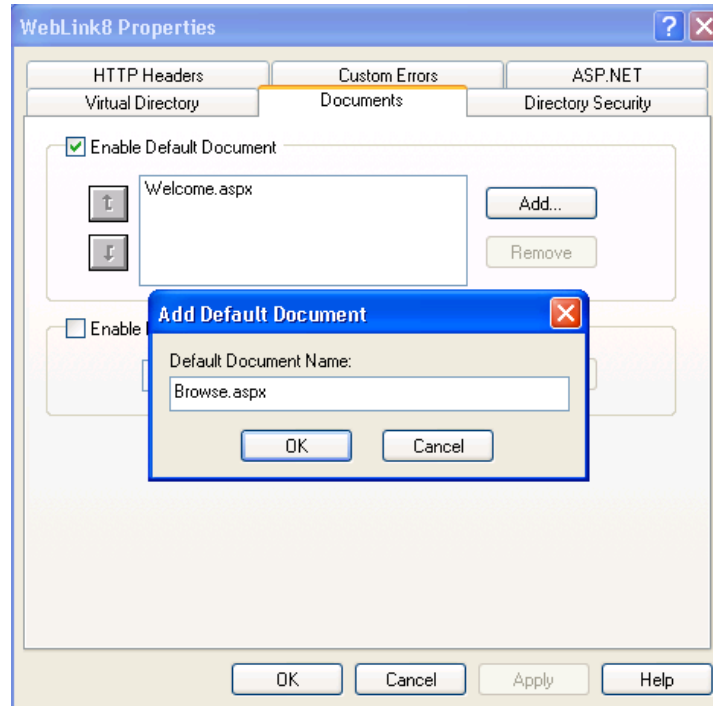 WebLink8 Properties
HTTP Headers
Custom Errors
ASP.NET
Virtual Directory
Documents
Directory Security
Enable Default Document
Welcome.aspx
Add...
Remove
Add Default Document
Enable
Default Document Name:
Browse.aspx
OK
Cancel
OK
Cancel
Apply
Help